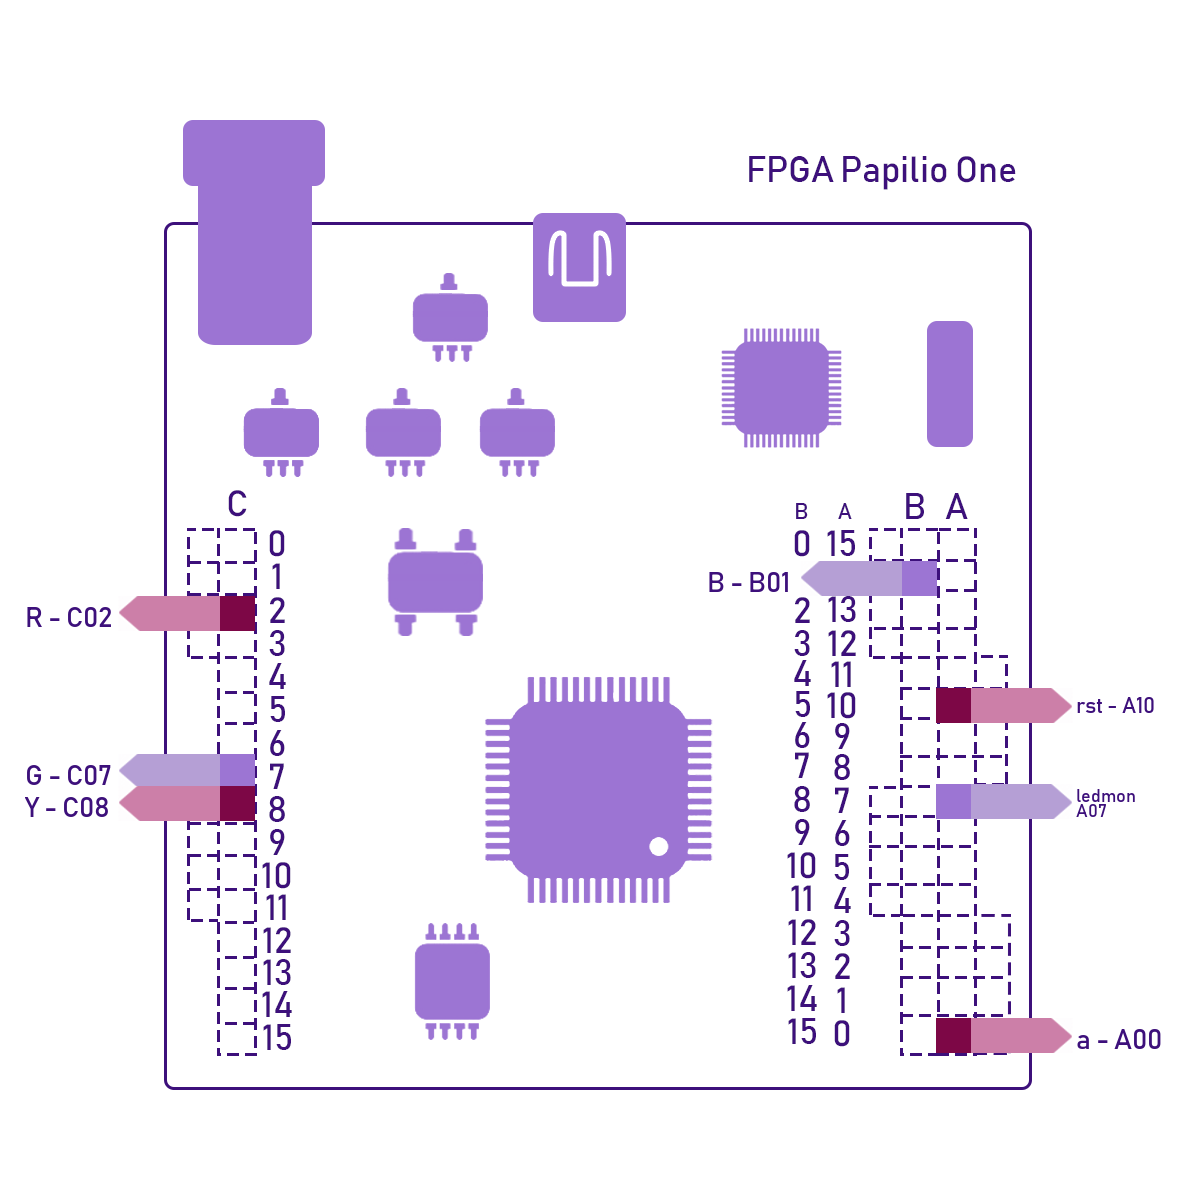 FPGA Papilio One
C
B A B A
0 0 15
1 B - B01
R - C02 2 2 13
3 3 12
4 4 11
5 5 10 rst - A10
6 6 9
G - C07 7 7 8
Y - C08 8 8 7 ledmon
A07
9 9 6
10 10 5
11 11 4
12 12 3
13 13 2
14 14 1
15 15 0 a - A00